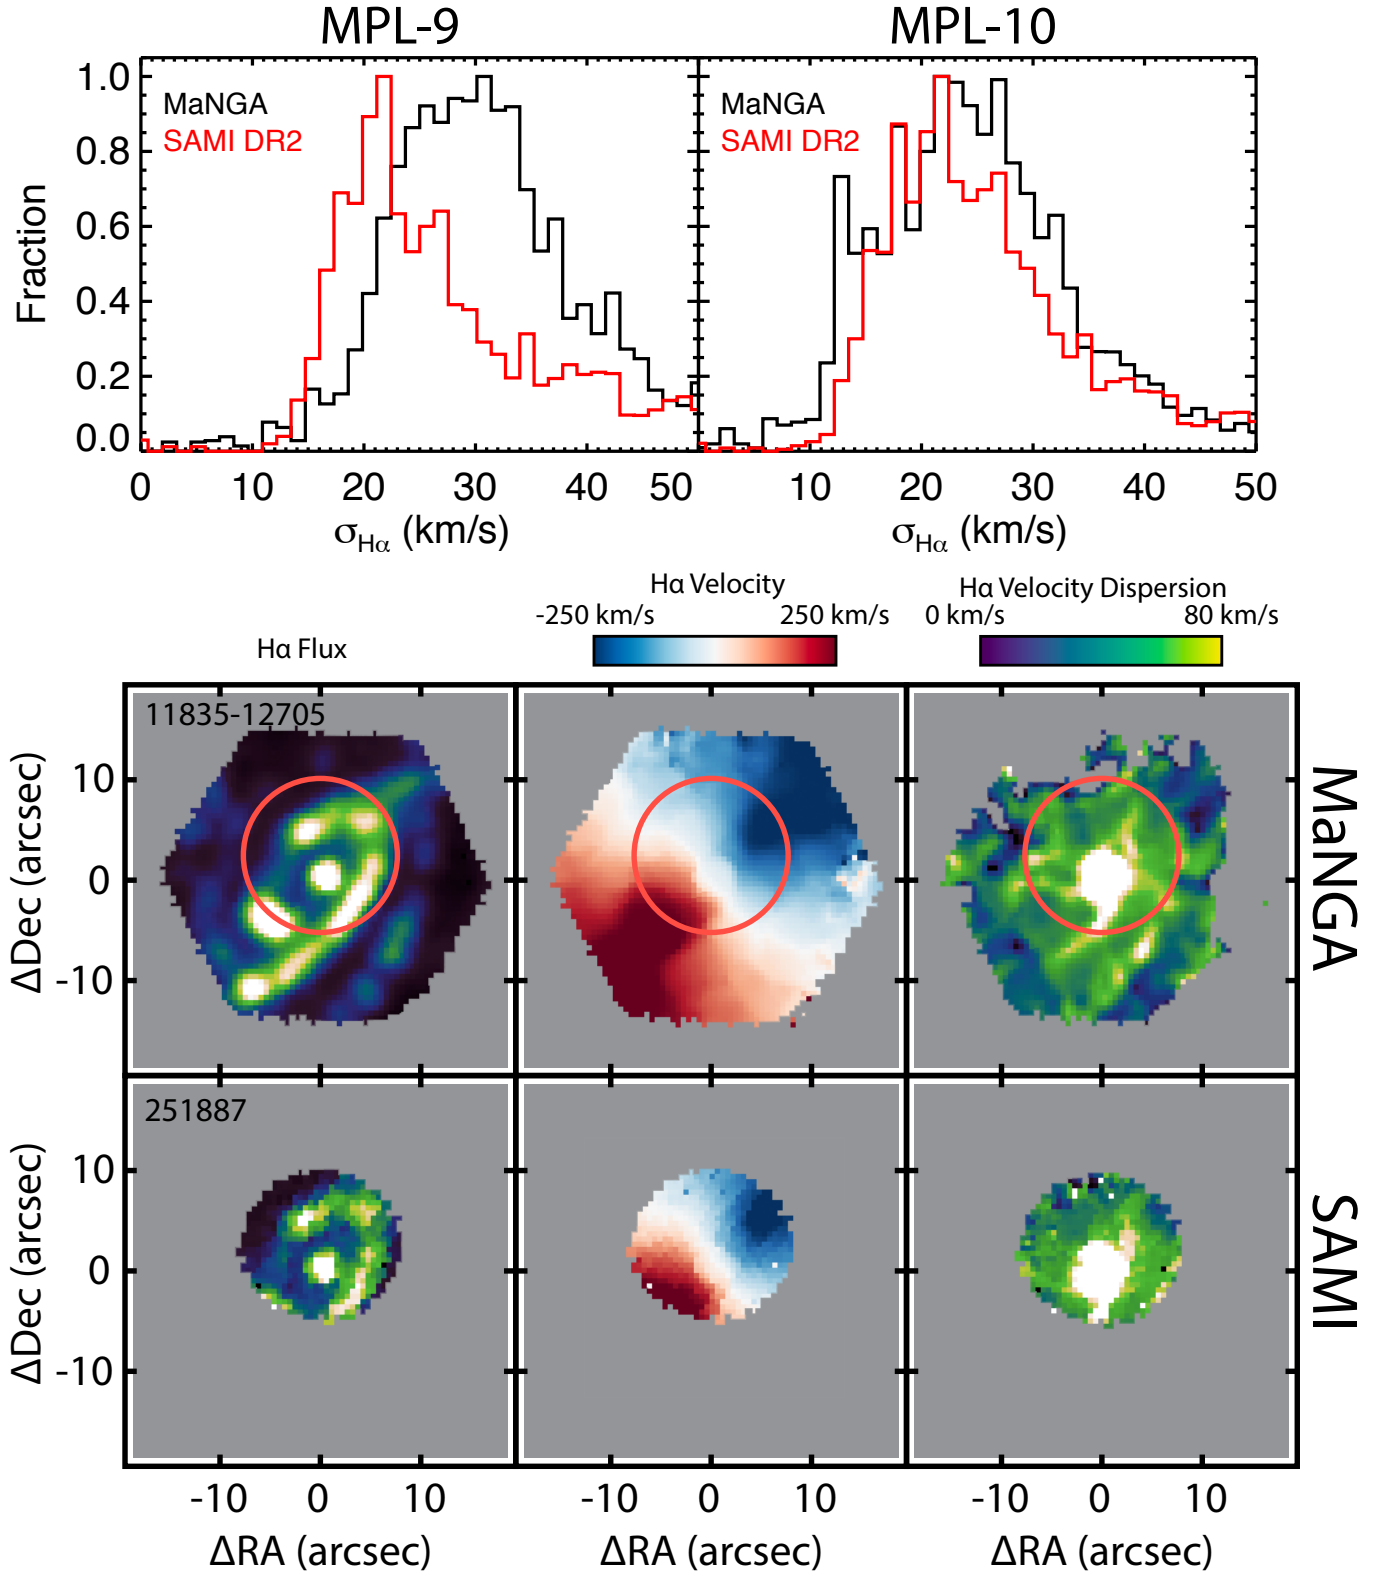 MPL-9 MPL-10
1.0
MaNGA MaNGA
SAMI DR2 SAMI DR2
0.8
Fraction
0.6
0.4
0.2
0.0
0 10 20 30 40 50 10 20 30 40 50
σHα (km/s) σHα (km/s)
Hα Flux
Hα Velocity
-250 km/s 250 km/s
Hα Velocity Dispersion
0 km/s 80 km/s
11835-12705
10
0
-10
ΔDec (arcsec)
MaNGA
251887
10
0
-10
ΔDec (arcsec)
SAMI
-10 0 10 -10 0 10 -10 0 10
ΔRA (arcsec) ΔRA (arcsec) ΔRA (arcsec)